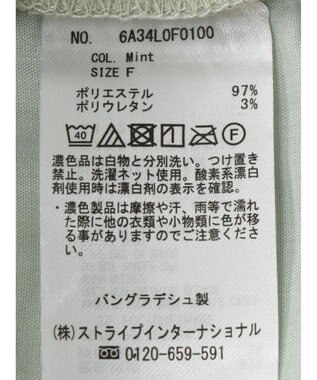 NO. 6A34L0F0100
COL. Mint
SIZE F
ポリエステル 97%
ポリウレタン 3%
40 F
濃色品は白物と分別洗い。つけ置き
禁止。洗濯ネット使用。酸素系漂白
剤使用時は漂白剤の表示を確認。
・濃色製品は摩擦や汗、雨等で濡れ
た際に他の衣類や小物類に色が移
る事がありますのでご注意くださ
い。
バングラデシュ製
(株)ストライプインターナショナル
0120-659-591